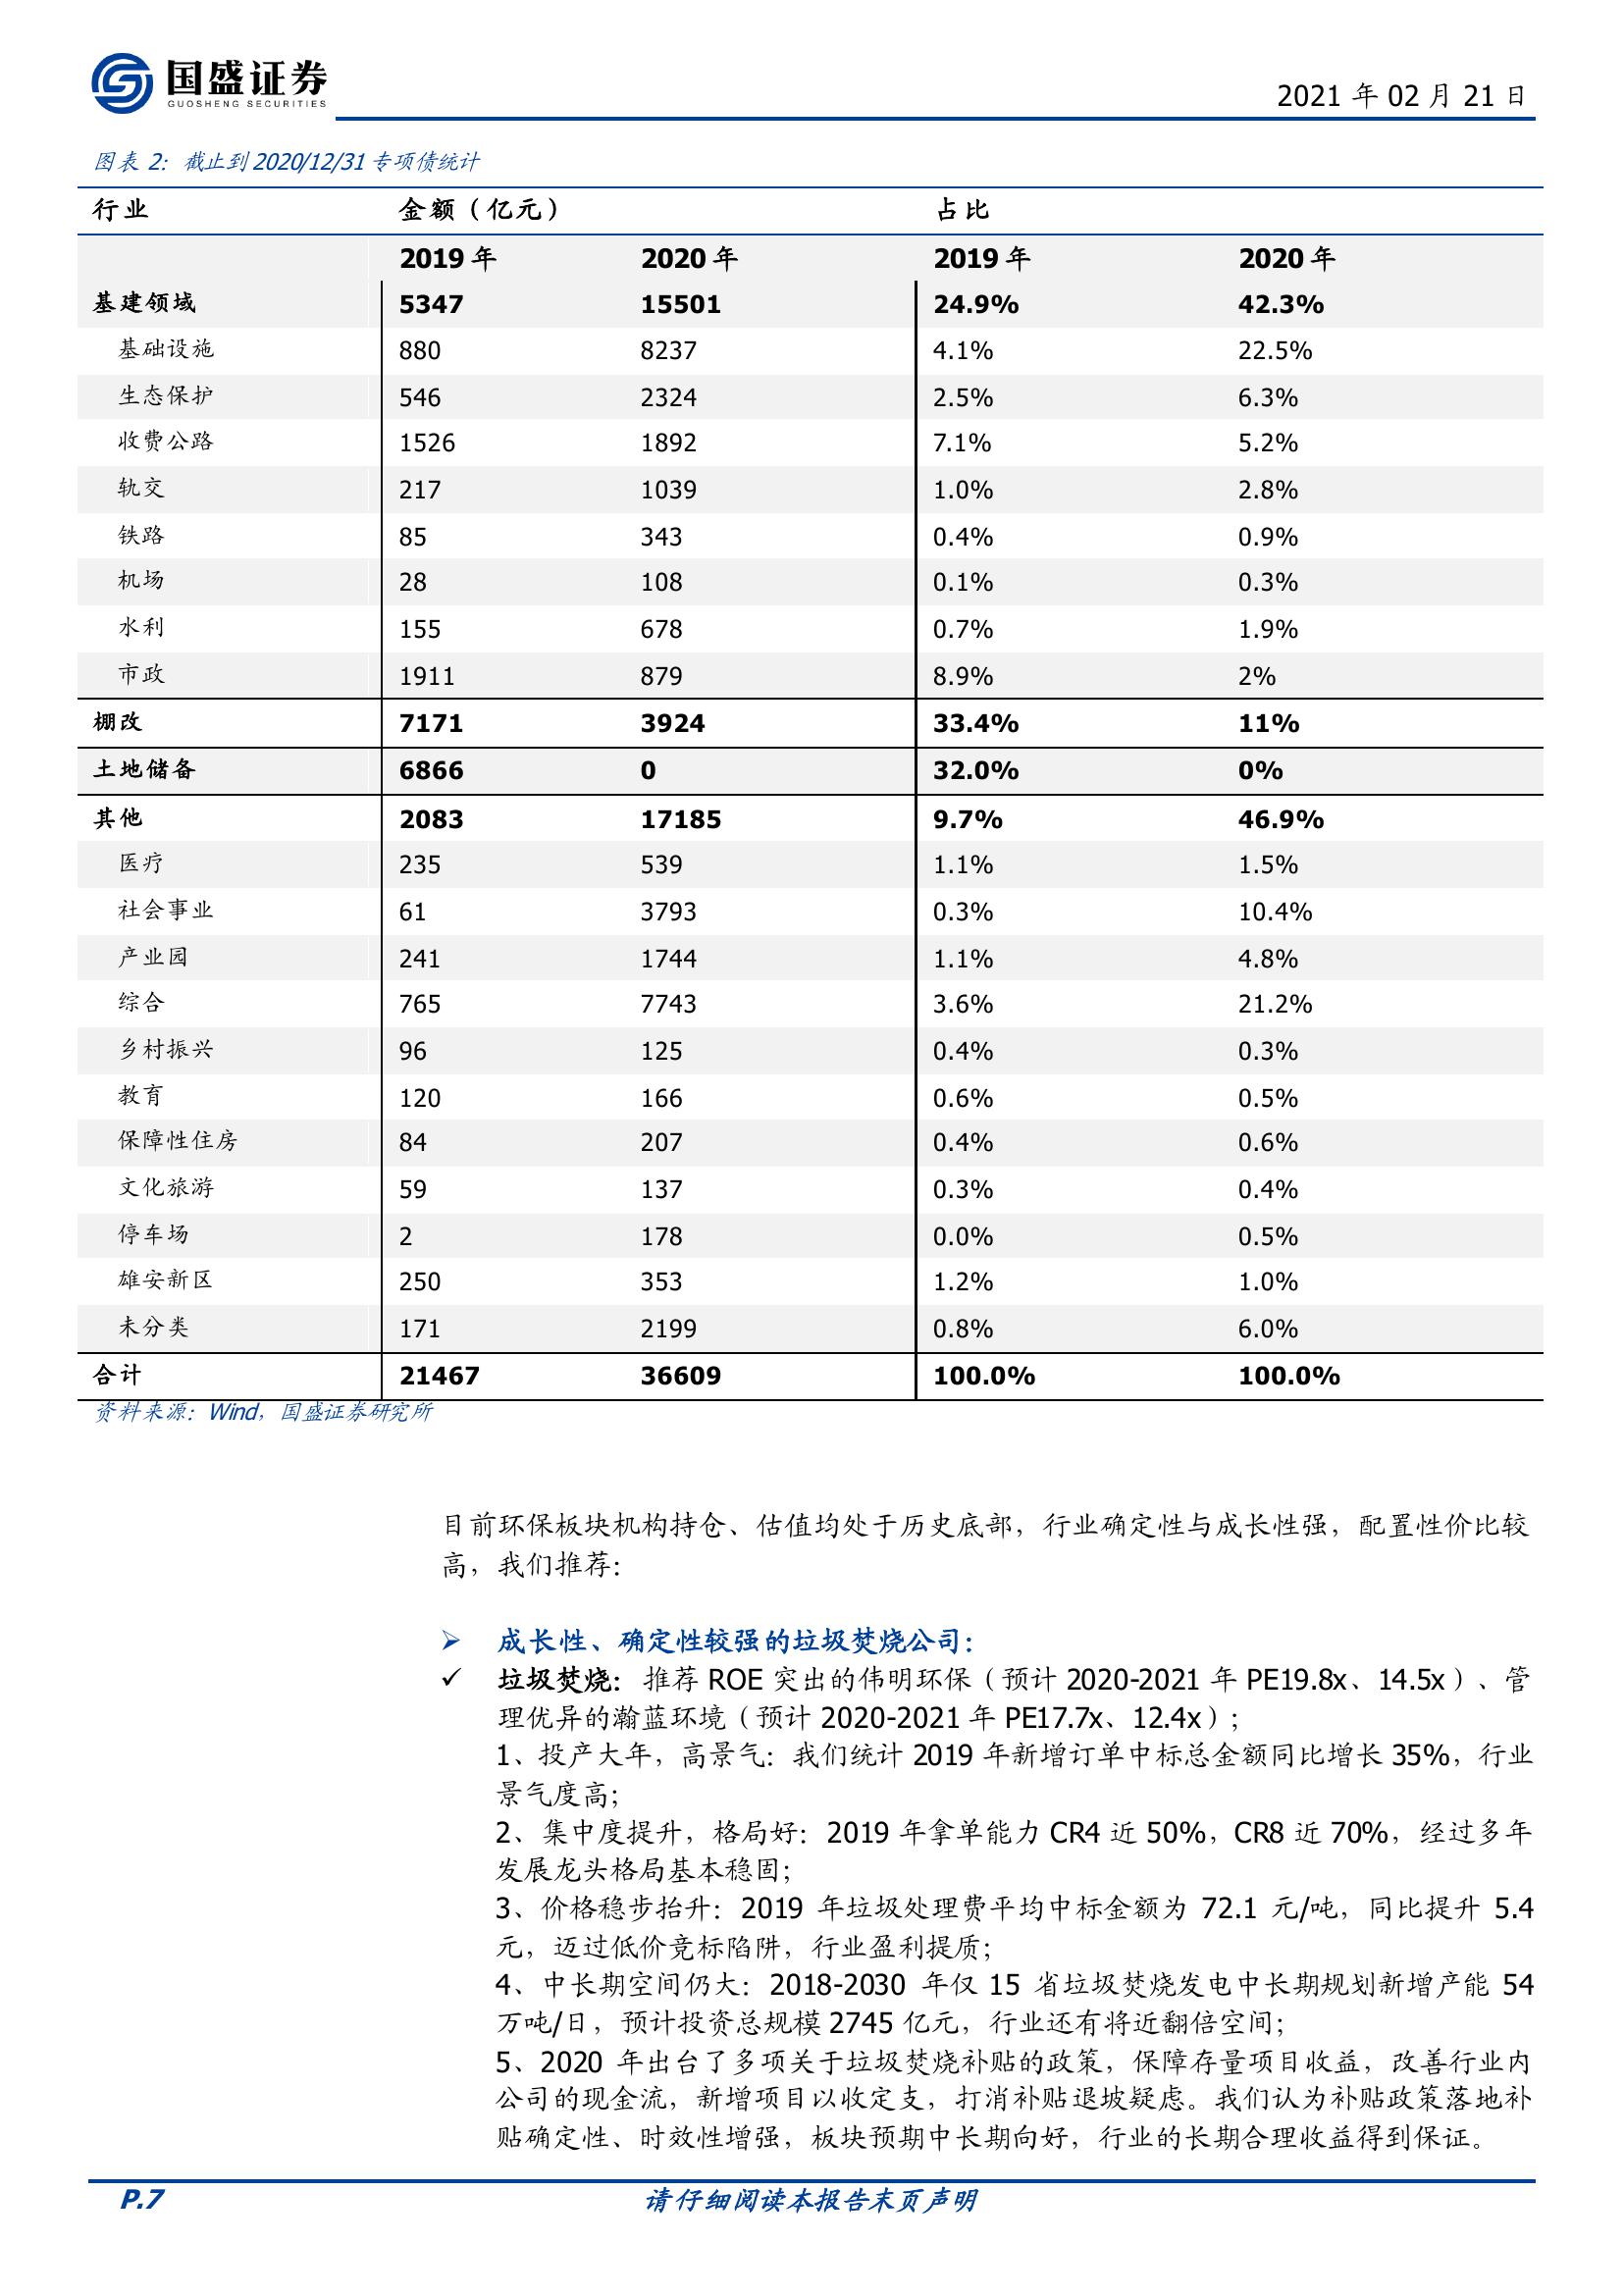 国盛证券
GUOSHENG SECURITIES
2021 年 02 月 21 日
图表 2：截止到 2020/12/31 专项债统计
行业 金额（亿元） 占比
2019 年 2020 年 2019 年 2020 年
基建领域 5347 15501 24.9% 42.3%
基础设施 880 8237 4.1% 22.5%
生态保护 546 2324 2.5% 6.3%
收费公路 1526 1892 7.1% 5.2%
轨交 217 1039 1.0% 2.8%
铁路 85 343 0.4% 0.9%
机场 28 108 0.1% 0.3%
水利 155 678 0.7% 1.9%
市政 1911 879 8.9% 2%
棚改 7171 3924 33.4% 11%
土地储备 6866 0 32.0% 0%
其他 2083 17185 9.7% 46.9%
医疗 235 539 1.1% 1.5%
社会事业 61 3793 0.3% 10.4%
产业园 241 1744 1.1% 4.8%
综合 765 7743 3.6% 21.2%
乡村振兴 96 125 0.4% 0.3%
教育 120 166 0.6% 0.5%
保障性住房 84 207 0.4% 0.6%
文化旅游 59 137 0.3% 0.4%
停车场 2 178 0.0% 0.5%
雄安新区 250 353 1.2% 1.0%
未分类 171 2199 0.8% 6.0%
合计 21467 36609 100.0% 100.0%
资料来源：Wind，国盛证券研究所
目前环保板块机构持仓、估值均处于历史底部，行业确定性与成长性强，配置性价比较
高，我们推荐：
➢ 成长性、确定性较强的垃圾焚烧公司：
✓ 垃圾焚烧：推荐 ROE 突出的伟明环保（预计 2020-2021 年 PE19.8x、14.5x）、管
理优异的瀚蓝环境（预计 2020-2021 年 PE17.7x、12.4x）；
1、投产大年，高景气：我们统计 2019 年新增订单中标总金额同比增长 35%，行业
景气度高；
2、集中度提升，格局好：2019 年拿单能力 CR4 近 50%，CR8 近 70%，经过多年
发展龙头格局基本稳固；
3、价格稳步抬升：2019 年垃圾处理费平均中标金额为 72.1 元/吨，同比提升 5.4
元，迈过低价竞标陷阱，行业盈利提质；
4、中长期空间仍大：2018-2030 年仅 15 省垃圾焚烧发电中长期规划新增产能 54
万吨/日，预计投资总规模 2745 亿元，行业还有将近翻倍空间；
5、2020 年出台了多项关于垃圾焚烧补贴的政策，保障存量项目收益，改善行业内
公司的现金流，新增项目以收定支，打消补贴退坡疑虑。我们认为补贴政策落地补
贴确定性、时效性增强，板块预期中长期向好，行业的长期合理收益得到保证。
P.7 请仔细阅读本报告末页声明